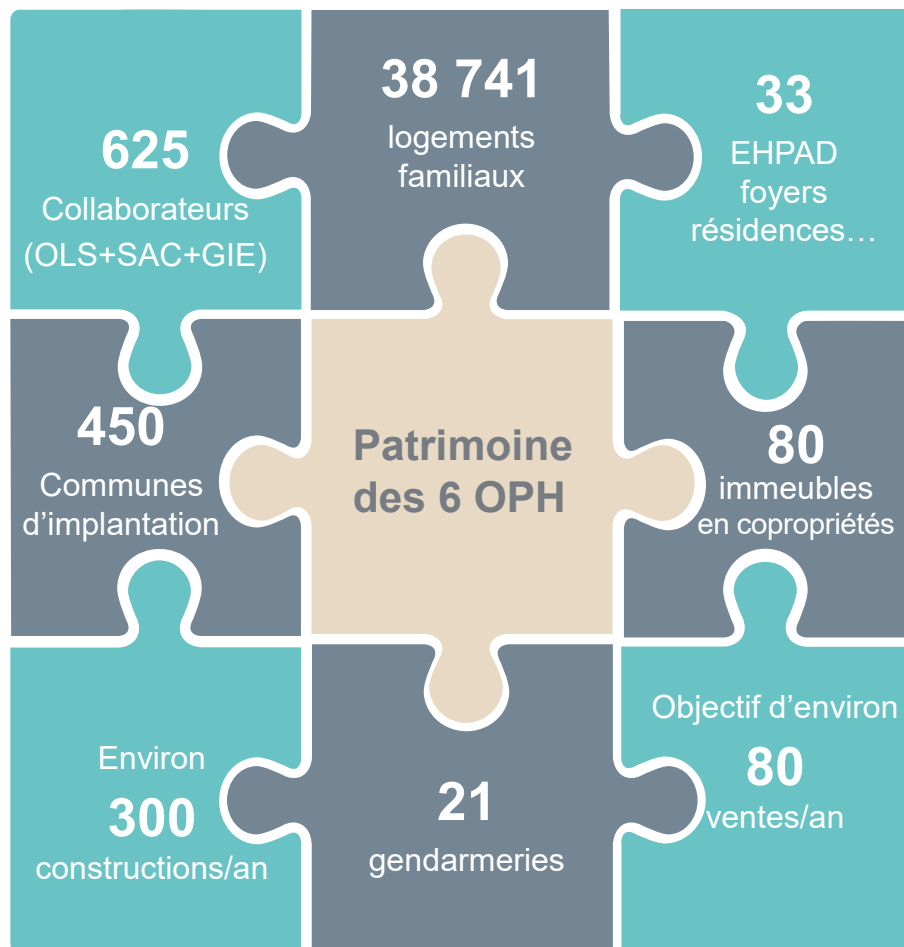 625
Collaborateurs
(OLS+SAC+GIE)
38 741
logements
familiaux
33
EHPAD
foyers
résidences…
450
Communes
d’implantation
Patrimoine
des 6 OPH
80
immeubles
en copropriétés
Environ
300
constructions/an
21
gendarmeries
Objectif d’environ
80
ventes/an